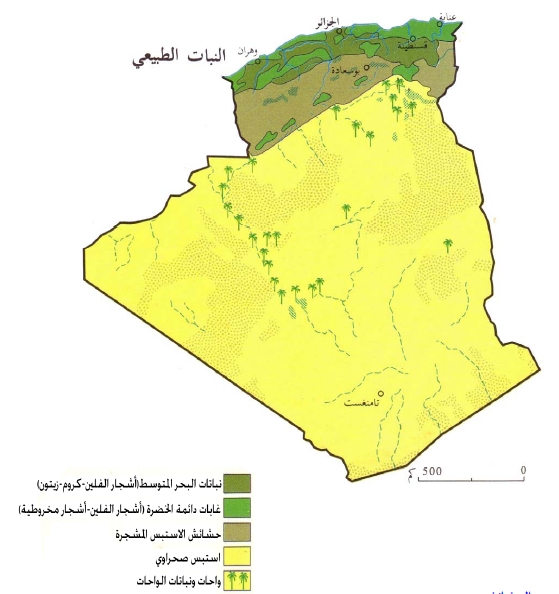 عنابة
الجزائر
قسنطينة
وهران
النبات الطبيعي
بوسعادة
تامنغست
500 كم 0
نباتات البحر المتوسط(أشجار الفلين-كروم-زيتون)
غابات دائمة الخضرة (أشجار الفلين-أشجار مخروطية)
حشائش الاستبس المشجرة
استبس صحراوي
واحات ونباتات الواحات